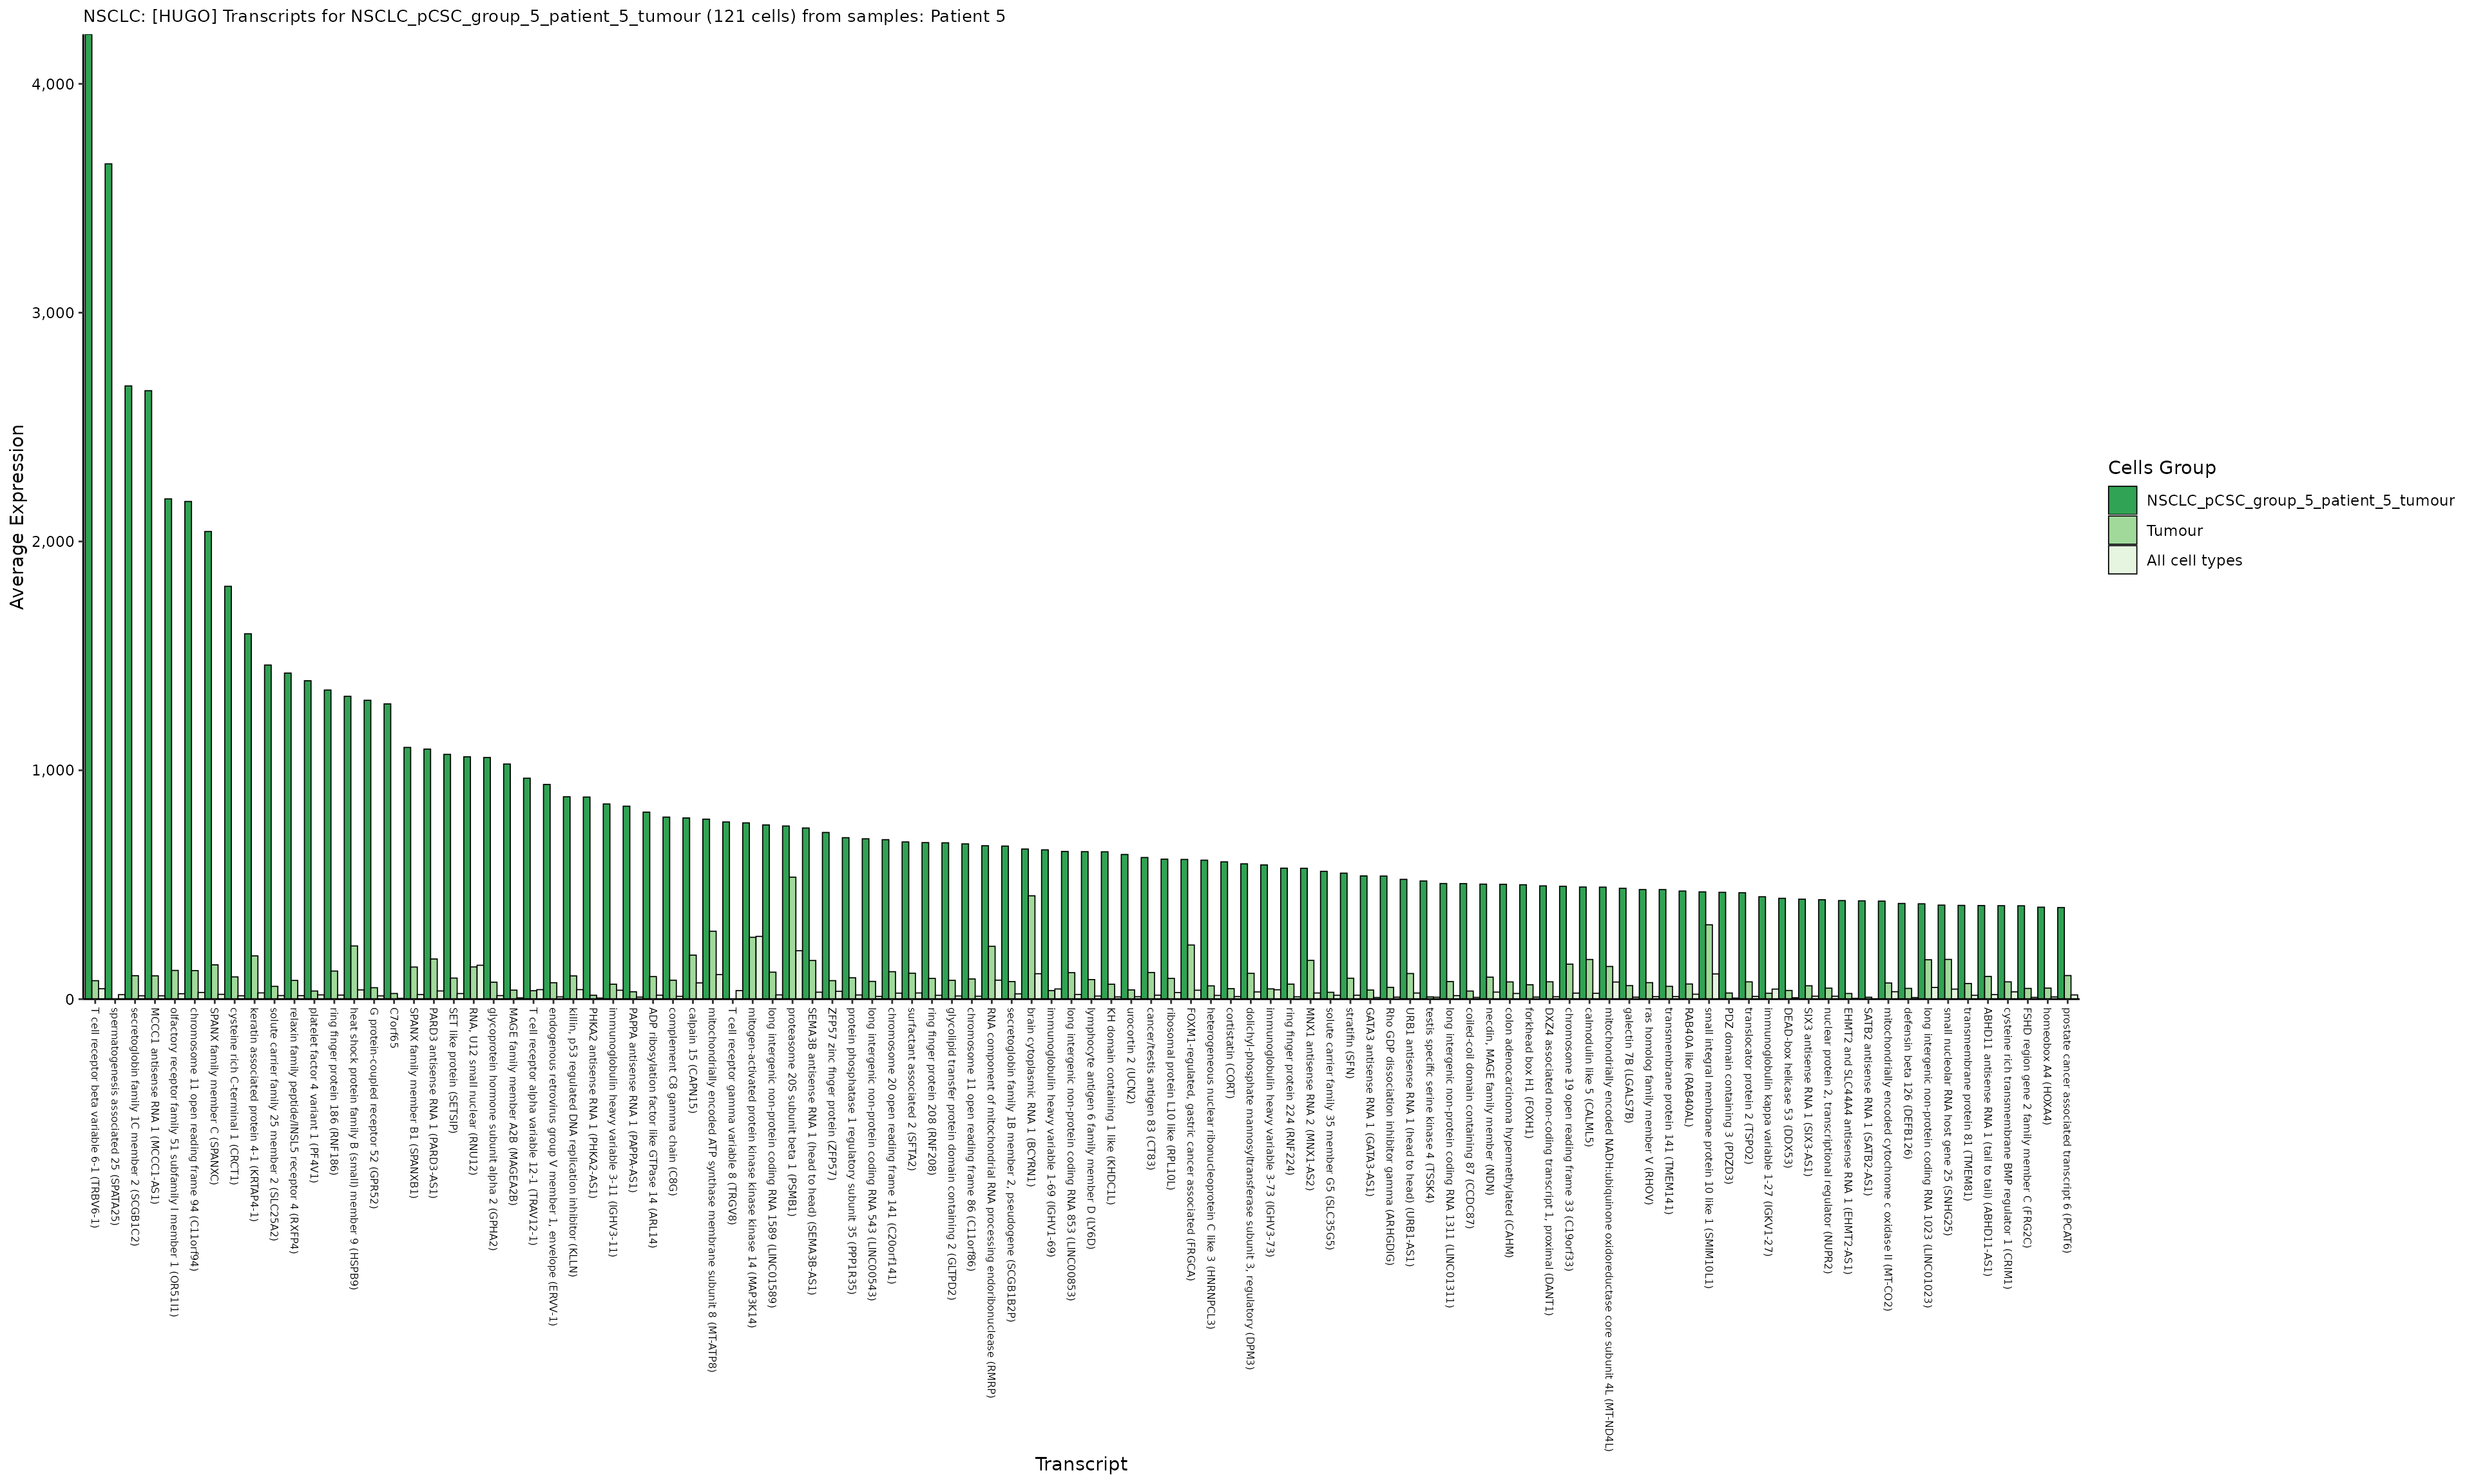 NSCLC: [HUGO] Transcripts for NSCLC_pCSC_group_5_patient_5_tumour (121 cells) from samples: Patient 5
Average Expression
4,000
3,000
2,000
1,000
0
T cell receptor beta variable 6-1 (TRBV6-1)
spermatogenesis associated 25 (SPATA25)
secretoglobin family 1C member 2 (SCGB1C2)
MCCC1 antisense RNA 1 (MCCC1-AS1)
olfactory receptor family 51 subfamily I member 1 (OR51I1)
chromosome 11 open reading frame 94 (C11orf94)
SPANX family member C (SPANXC)
cysteine rich C-terminal 1 (CRCT1)
keratin associated protein 4-1 (KRTAP4-1)
solute carrier family 25 member 2 (SLC25A2)
relaxin family peptide/INSL5 receptor 4 (RXFP4)
platelet factor 4 variant 1 (PF4V1)
ring finger protein 186 (RNF186)
heat shock protein family B (small) member 9 (HSPB9)
G protein-coupled receptor 52 (GPR52)
C7orf65
SPANX family member B1 (SPANXB1)
PARD3 antisense RNA 1 (PARD3-AS1)
SET like protein (SETSIP)
RNA, U12 small nuclear (RNU12)
glycoprotein hormone subunit alpha 2 (GPHA2)
MAGE family member A2B (MAGEA2B)
T cell receptor alpha variable 12-1 (TRAV12-1)
endogenous retrovirus group V member 1, envelope (ERVV-1)
killin, p53 regulated DNA replication inhibitor (KLLN)
PHKA2 antisense RNA 1 (PHKA2-AS1)
immunoglobulin heavy variable 3-11 (IGHV3-11)
PAPPA antisense RNA 1 (PAPPA-AS1)
ADP ribosylation factor like GTPase 14 (ARL14)
complement C8 gamma chain (C8G)
calpain 15 (CAPN15)
mitochondrially encoded ATP synthase membrane subunit 8 (MT-ATP8)
T cell receptor gamma variable 8 (TRGV8)
mitogen-activated protein kinase kinase kinase 14 (MAP3K14)
long intergenic non-protein coding RNA 1589 (LINC01589)
proteasome 20S subunit beta 1 (PSMB1)
SEMA3B antisense RNA 1 (head to head) (SEMA3B-AS1)
ZFP57 zinc finger protein (ZFP57)
protein phosphatase 1 regulatory subunit 35 (PPP1R35)
long intergenic non-protein coding RNA 543 (LINC00543)
chromosome 20 open reading frame 141 (C20orf141)
surfactant associated 2 (SFTA2)
ring finger protein 208 (RNF208)
glycolipid transfer protein domain containing 2 (GLTPD2)
chromosome 11 open reading frame 86 (C11orf86)
RNA component of mitochondrial RNA processing endoribonuclease (RMRP)
secretoglobin family 1B member 2, pseudogene (SCGB1B2P)
brain cytoplasmic RNA 1 (BCYRN1)
immunoglobulin heavy variable 1-69 (IGHV1-69)
long intergenic non-protein coding RNA 853 (LINC00853)
lymphocyte antigen 6 family member D (LY6D)
KH domain containing 1 like (KHDC1L)
urocortin 2 (UCN2)
cancer/testis antigen 83 (CT83)
ribosomal protein L10 like (RPL10L)
FOXM1-regulated, gastric cancer associated (FRGCA)
heterogeneous nuclear ribonucleoprotein C like 3 (HNRNPCL3)
cortistatin (CORT)
dolichyl-phosphate mannosyltransferase subunit 3, regulatory (DPM3)
immunoglobulin heavy variable 3-73 (IGHV3-73)
ring finger protein 224 (RNF224)
MNX1 antisense RNA 2 (MNX1-AS2)
solute carrier family 35 member G5 (SLC35G5)
stratifin (SFN)
GATA3 antisense RNA 1 (GATA3-AS1)
Rho GDP dissociation inhibitor gamma (ARHGDIG)
URB1 antisense RNA 1 (head to head) (URB1-AS1)
testis specific serine kinase 4 (TSSK4)
long intergenic non-protein coding RNA 1311 (LINC01311)
coiled-coil domain containing 87 (CCDC87)
necdin, MAGE family member (NDN)
colon adenocarcinoma hypermethylated (CAHM)
forkhead box H1 (FOXH1)
DXZ4 associated non-coding transcript 1, proximal (DANT1)
chromosome 19 open reading frame 33 (C19orf33)
calmodulin like 5 (CALML5)
mitochondrially encoded NADH:ubiquinone oxidoreductase core subunit 4L (MT-ND4L)
galectin 7B (LGALS7B)
ras homolog family member V (RHOV)
transmembrane protein 141 (TMEM141)
RAB40A like (RAB40AL)
small integral membrane protein 10 like 1 (SMIM10L1)
PDZ domain containing 3 (PDZD3)
translocator protein 2 (TSPO2)
immunoglobulin kappa variable 1-27 (IGKV1-27)
DEAD-box helicase 53 (DDX53)
SIX3 antisense RNA 1 (SIX3-AS1)
nuclear protein 2, transcriptional regulator (NUPR2)
EHMT2 and SLC44A4 antisense RNA 1 (EHMT2-AS1)
SATB2 antisense RNA 1 (SATB2-AS1)
mitochondrially encoded cytochrome c oxidase II (MT-CO2)
defensin beta 126 (DEFB126)
long intergenic non-protein coding RNA 1023 (LINC01023)
small nucleolar RNA host gene 25 (SNHG25)
transmembrane protein 81 (TMEM81)
ABHD11 antisense RNA 1 (tail to tail) (ABHD11-AS1)
cysteine rich transmembrane BMP regulator 1 (CRIM1)
FSHD region gene 2 family member C (FRG2C)
homeobox A4 (HOXA4)
prostate cancer associated transcript 6 (PCAT6)
Transcript
Cells Group
NSCLC_pCSC_group_5_patient_5_tumour
Tumour
All cell types